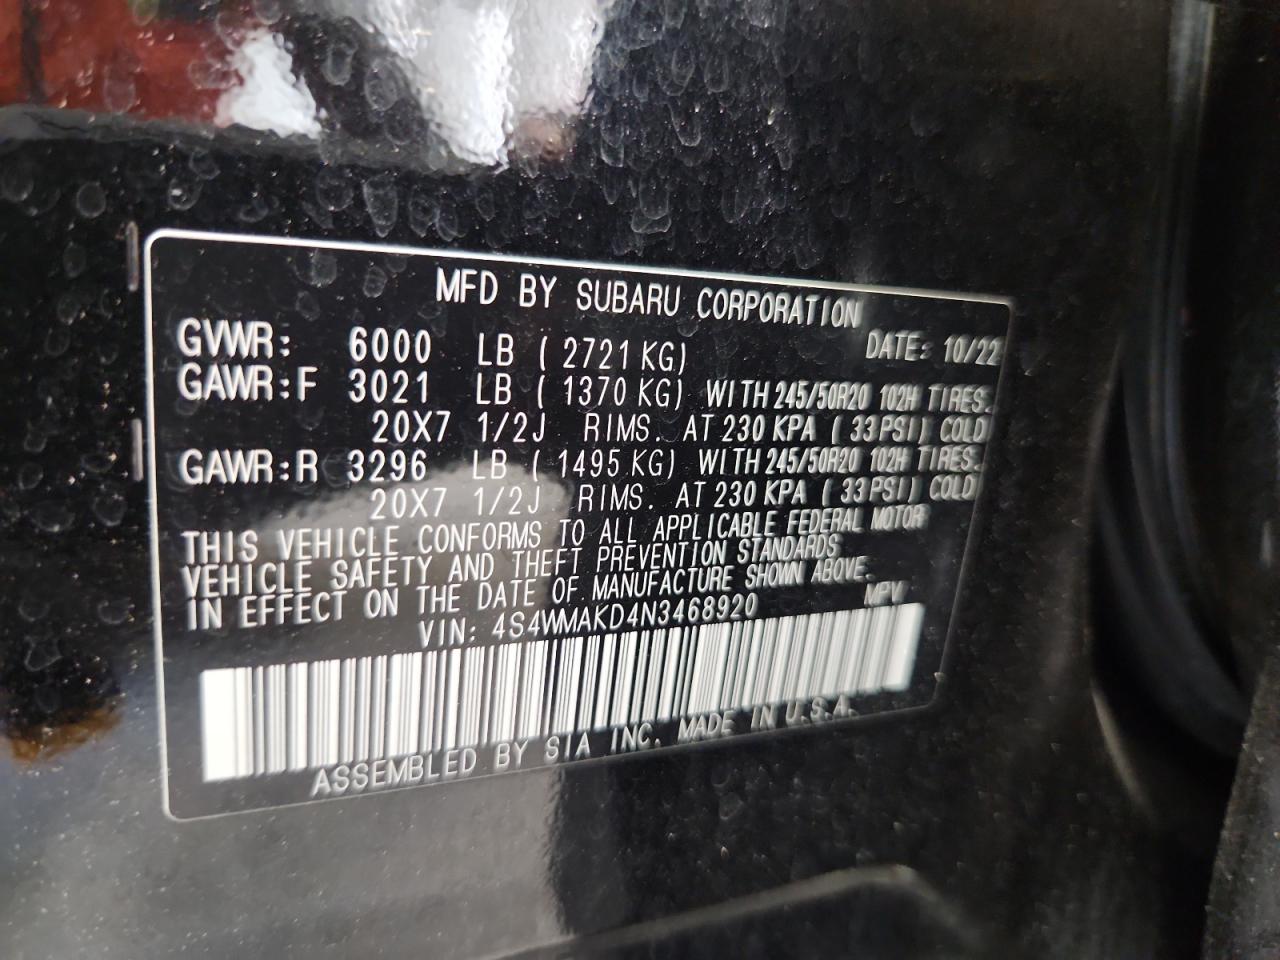 MFD BY SUBARU CORPORATION
GVWR: 6000 LB ( 2721 KG) DATE: 10/22
GAWR:F 3021 LB ( 1370 KG) WITH 245/50R20 102H TIRES.
20X7 1/2J RIMS. AT 230 KPA ( 33 PSI) COLD
GAWR:R 3296 LB ( 1495 KG) WITH 245/50R20 102H TIRES.
20X7 1/2J RIMS. AT 230 KPA ( 33 PSI) COLD
THIS VEHICLE CONFORMS TO ALL APPLICABLE FEDERAL MOTOR
VEHICLE SAFETY AND THEFT PREVENTION STANDARDS
IN EFFECT ON THE DATE OF MANUFACTURE SHOWN ABOVE.
VIN: 4S4WMAKD4N3468920 MPV
ASSEMBLED BY SIA INC. MADE IN U.S.A.